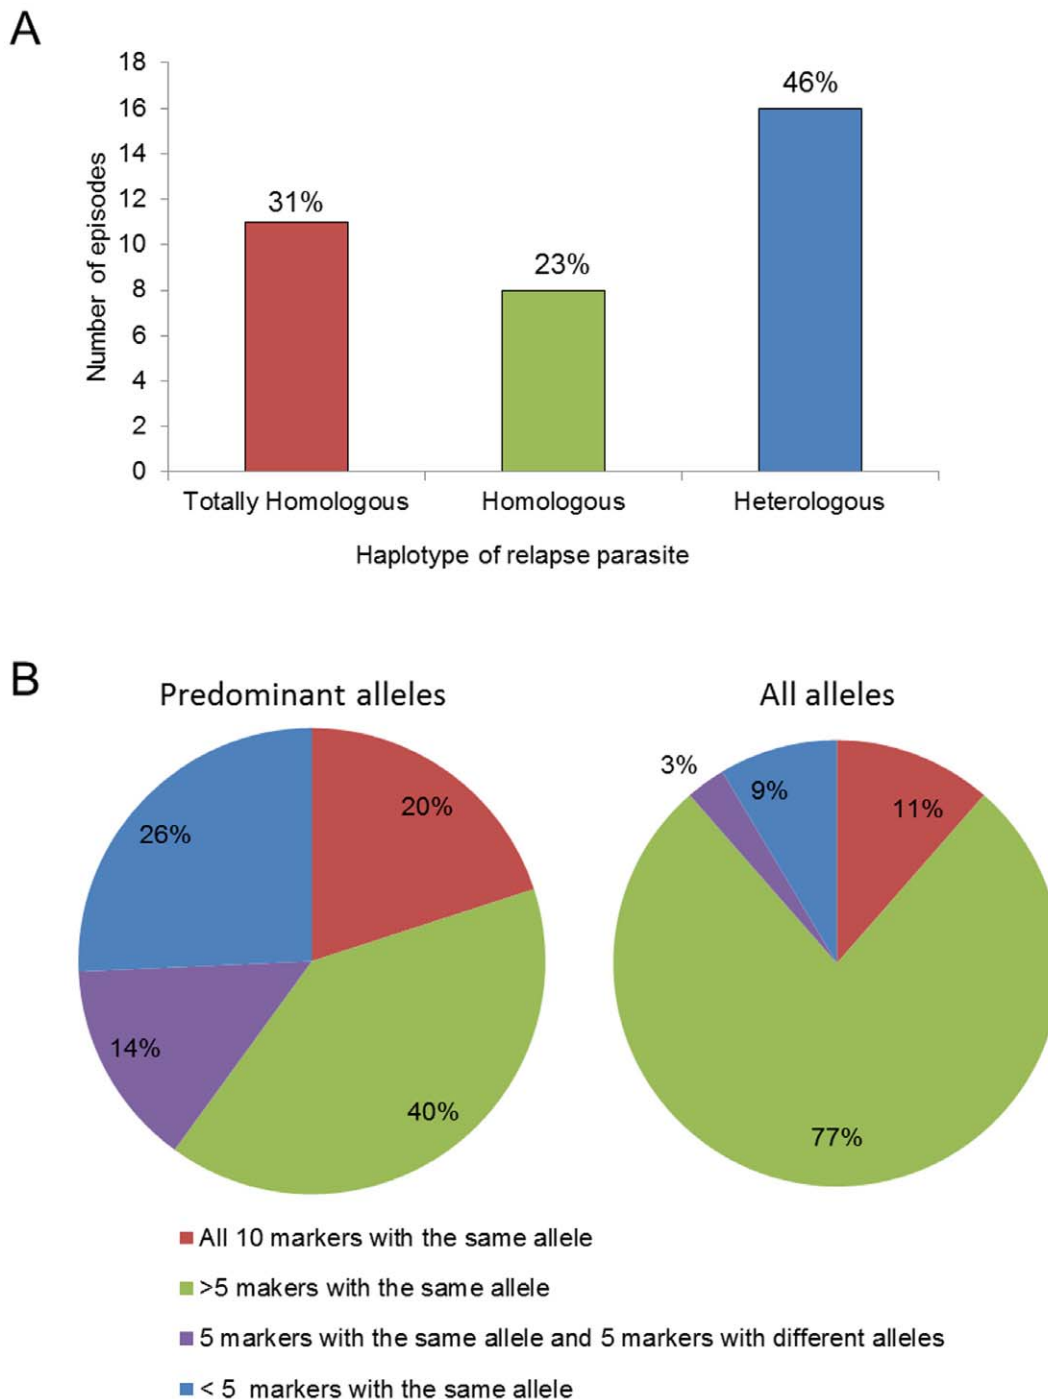 A
18
16
14
12
10
8
6
4
2
0
Number of episodes
31%
23%
46%
Totally Homologous
Homologous
Heterologous
Haplotype of relapse parasite
B
Predominant alleles
20%
40%
14%
26%
All alleles
11%
77%
3%
9%
All 10 markers with the same allele
>5 makers with the same allele
5 markers with the same allele and 5 markers with different alleles
< 5 markers with the same allele